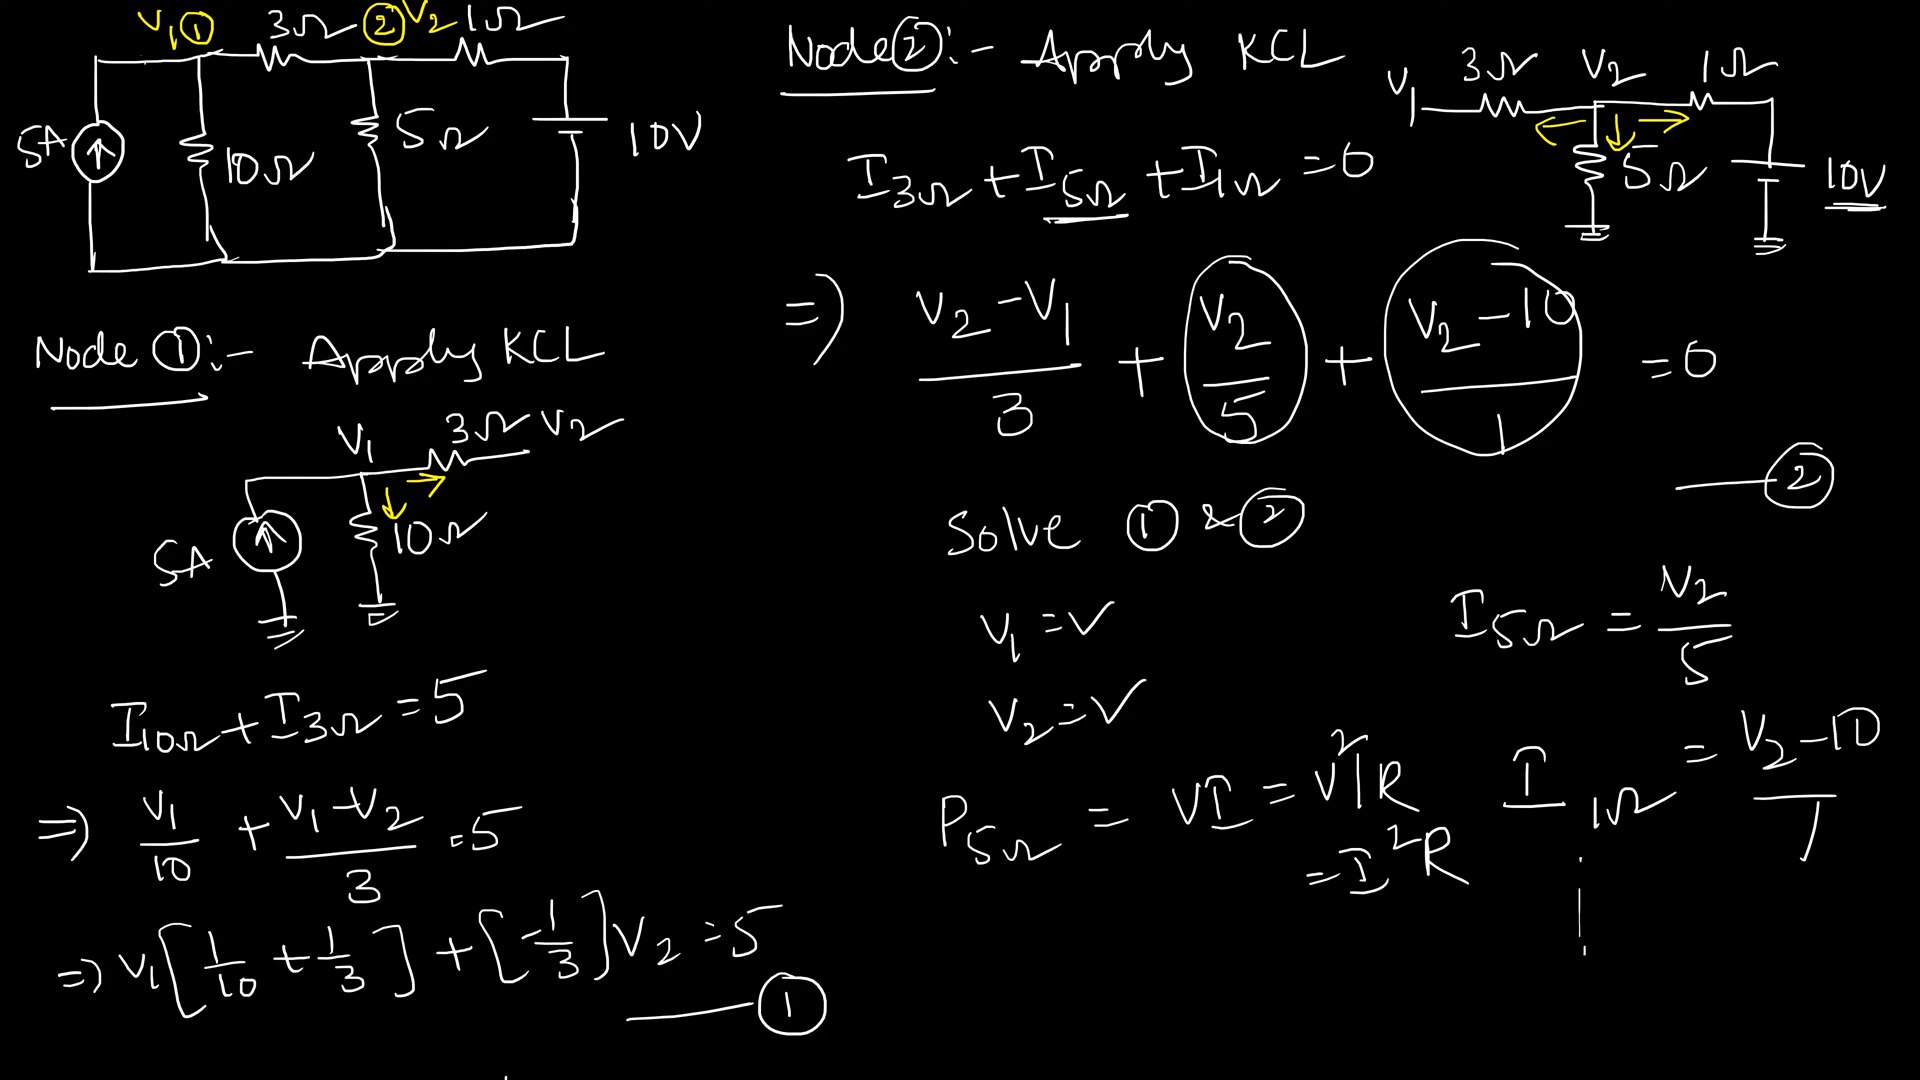 V₁ ① 3Ω ② V₂ 1Ω
5A 10Ω 5Ω 10V
Node ①:- Apply KCL
V₁ 3Ω V₂
5A 10Ω
I10Ω + I3Ω = 5
=> V₁/10 + (V₁ - V₂)/3 = 5
=> V₁[1/10 + 1/3] + [-1/3]V₂ = 5
—— ①
Node ②:- Apply KCL
V₁ 3Ω V₂ 1Ω
5Ω 10V
I3Ω + I5Ω + I1Ω = 0
=> (V₂ - V₁)/3 + V₂/5 + (V₂ - 10)/1 = 0
—— ②
Solve ① & ②
V₁ = ✓
V₂ = ✓
I5Ω = V₂/5
P5Ω = VI = V²/R
= I²R
I1Ω = (V₂ - 10)/1